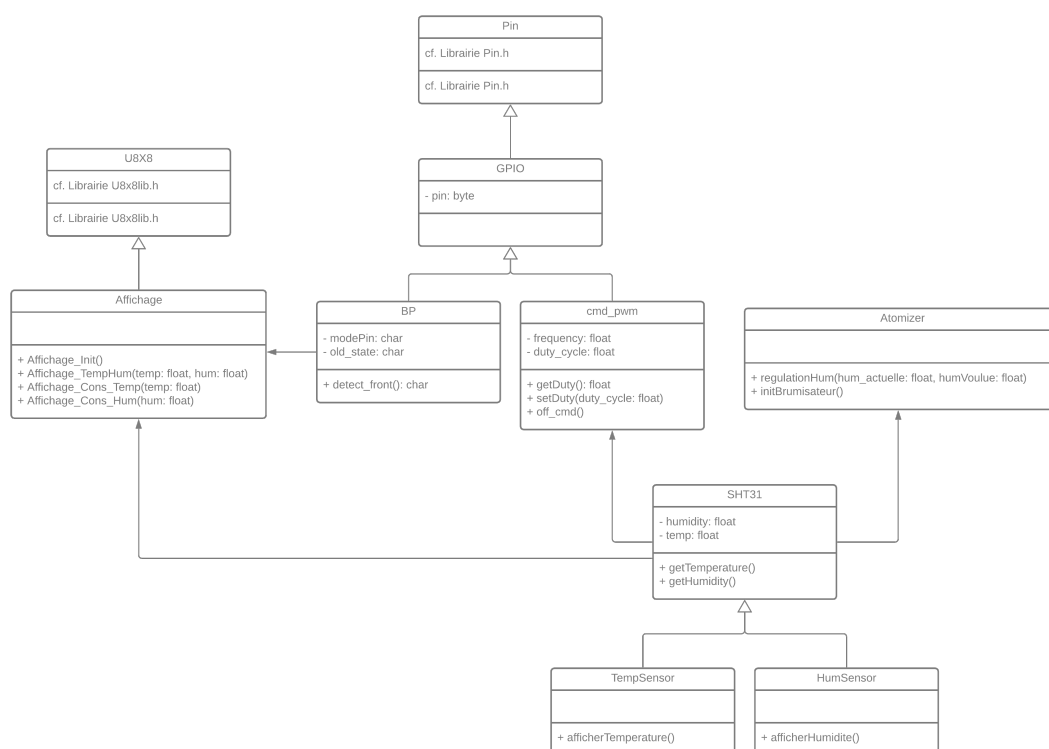 Pin
cf. Librairie Pin.h
cf. Librairie Pin.h
U8X8
cf. Librairie U8x8lib.h
cf. Librairie U8x8lib.h
GPIO
- pin: byte
Affichage
+ Affichage_Init()
+ Affichage_TempHum(temp: float, hum: float)
+ Affichage_Cons_Temp(temp: float)
+ Affichage_Cons_Hum(hum: float)
BP
- modePin: char
- old_state: char
+ detect_front(): char
cmd_pwm
- frequency: float
- duty_cycle: float
+ getDuty(): float
+ setDuty(duty_cycle: float)
+ off_cmd()
Atomizer
+ regulationHum(hum_actuelle: float, humVoulue: float)
+ initBrumisateur()
SHT31
- humidity: float
- temp: float
+ getTemperature()
+ getHumidity()
TempSensor
+ afficherTemperature()
HumSensor
+ afficherHumidite()